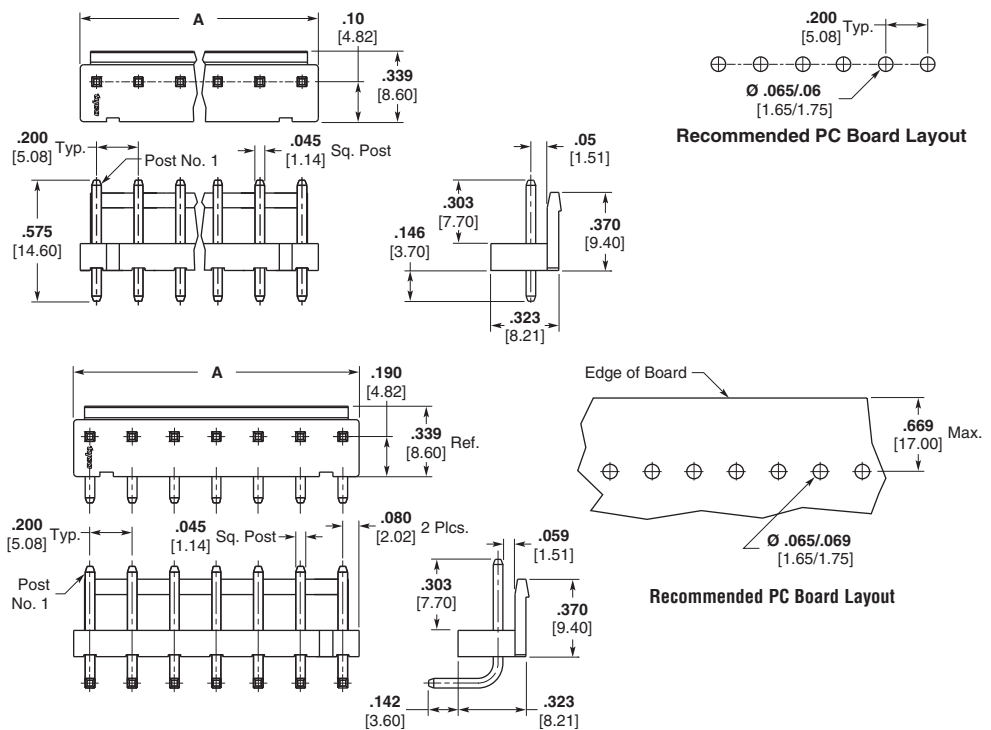 A
.10
[4.82]
.339
[8.60]
.200
[5.08] Typ.
Post No. 1
.045
[1.14] Sq. Post
.575
[14.60]
.05
[1.51]
.303
[7.70]
.146
[3.70]
.370
[9.40]
.323
[8.21]
.200
[5.08] Typ.
Ø .065/.06
[1.65/1.75]
Recommended PC Board Layout
A
.190
[4.82]
.339
[8.60] Ref.
.200
[5.08] Typ.
.045
[1.14] Sq. Post
.080
[2.02] 2 Plcs.
Post
No. 1
.059
[1.51]
.303
[7.70]
.370
[9.40]
.142
[3.60]
.323
[8.21]
Edge of Board
.669
[17.00] Max.
Ø .065/.069
[1.65/1.75]
Recommended PC Board Layout